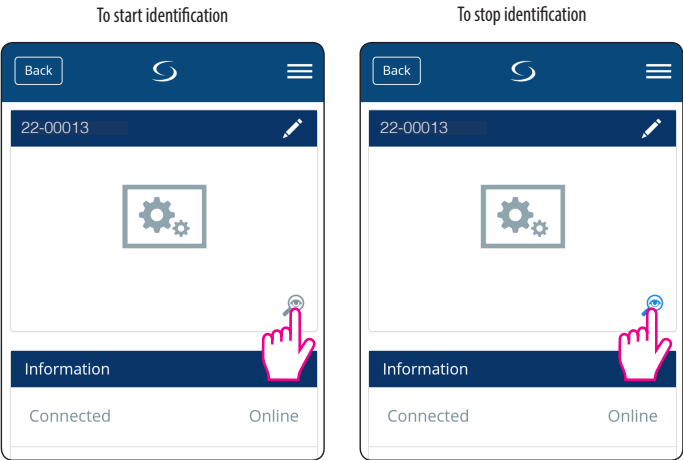 To start identification
Back
22-00013
Information
Connected Online
To stop identification
Back
22-00013
Information
Connected Online